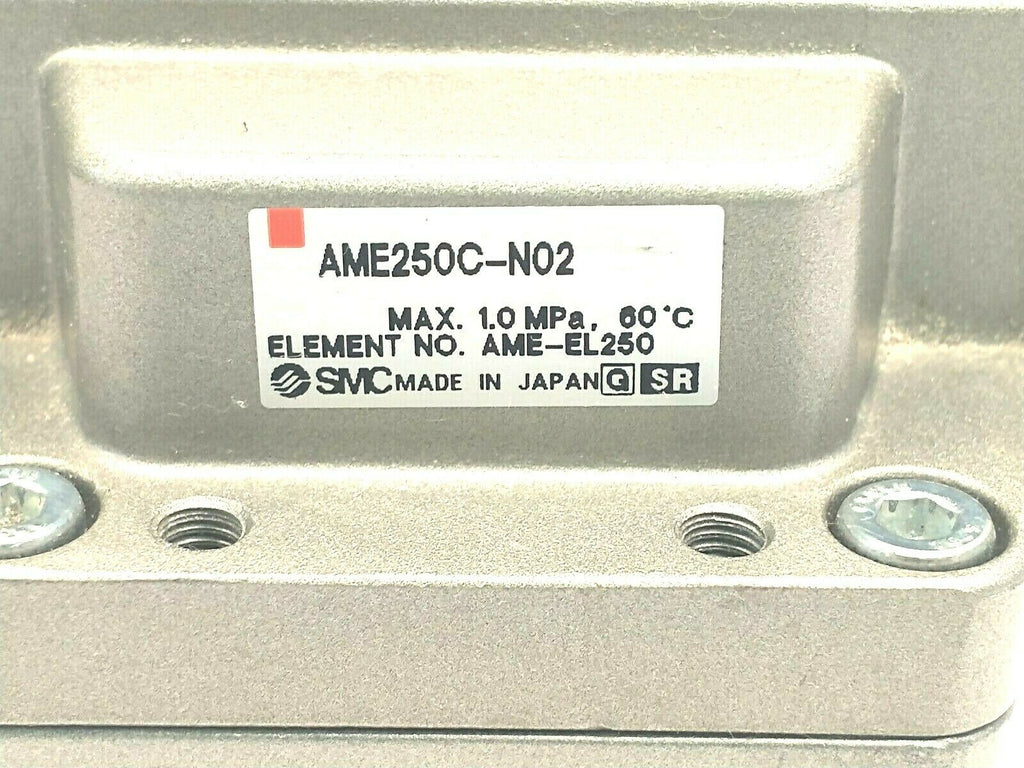 AME250C-N02
MAX. 1.0 MPa, 60°C
ELEMENT NO. AME-EL250
SMC MADE IN JAPAN G SR